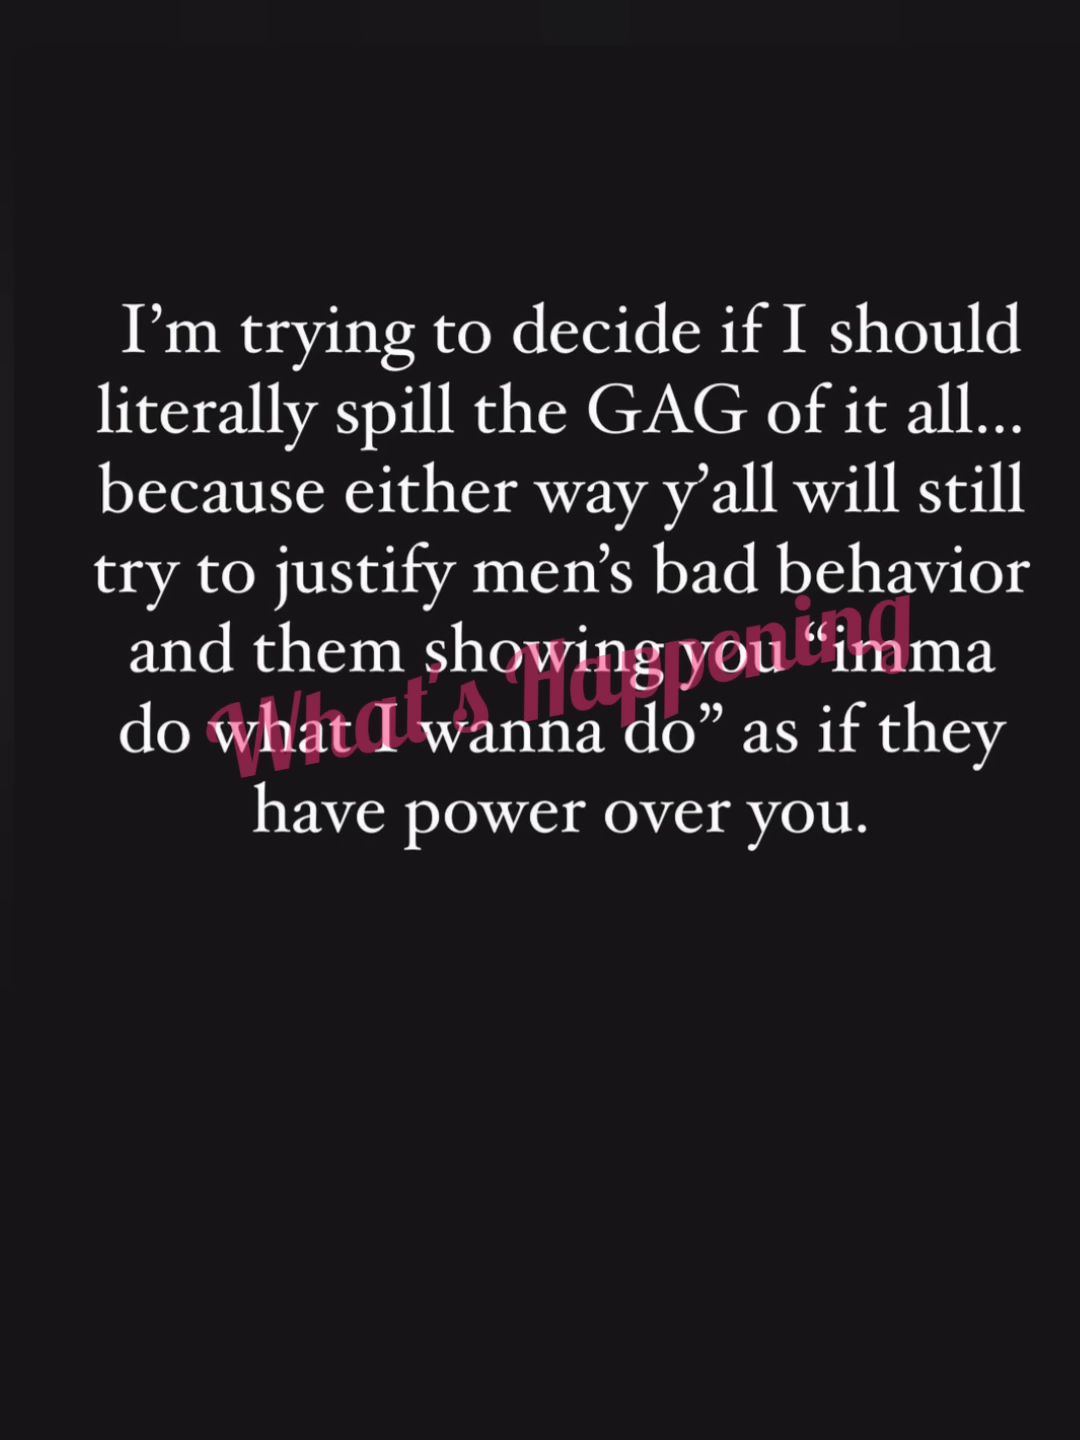 I’m trying to decide if I should
literally spill the GAG of it all...
because either way y’all will still
try to justify men’s bad behavior
and them showing you “imma
do what I wanna do” as if they
have power over you.
What's Happening